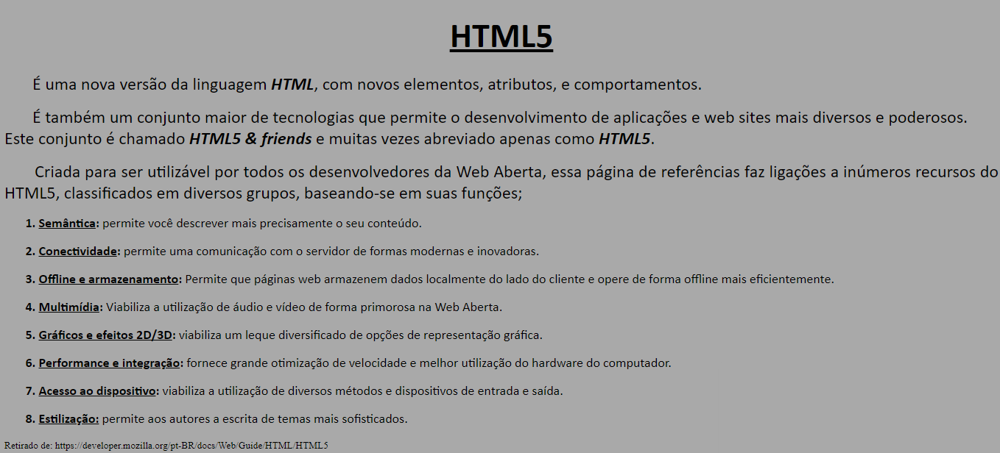 HTML5
É uma nova versão da linguagem HTML, com novos elementos, atributos, e comportamentos.
É também um conjunto maior de tecnologias que permite o desenvolvimento de aplicações e web sites mais diversos e poderosos.
Este conjunto é chamado HTML5 & friends e muitas vezes abreviado apenas como HTML5.
Criada para ser utilizável por todos os desenvolvedores da Web Aberta, essa página de referências faz ligações a inúmeros recursos do
HTML5, classificados em diversos grupos, baseando-se em suas funções;
1. Semântica: permite você descrever mais precisamente o seu conteúdo.
2. Conectividade: permite uma comunicação com o servidor de formas modernas e inovadoras.
3. Offline e armazenamento: Permite que páginas web armazenem dados localmente do lado do cliente e opere de forma offline mais eficientemente.
4. Multimídia: Viabiliza a utilização de áudio e vídeo de forma primorosa na Web Aberta.
5. Gráficos e efeitos 2D/3D: viabiliza um leque diversificado de opções de representação gráfica.
6. Performance e integração: fornece grande otimização de velocidade e melhor utilização do hardware do computador.
7. Acesso ao dispositivo: viabiliza a utilização de diversos métodos e dispositivos de entrada e saída.
8. Estilização: permite aos autores a escrita de temas mais sofisticados.
Retirado de: https://developer.mozilla.org/pt-BR/docs/Web/Guide/HTML/HTML5